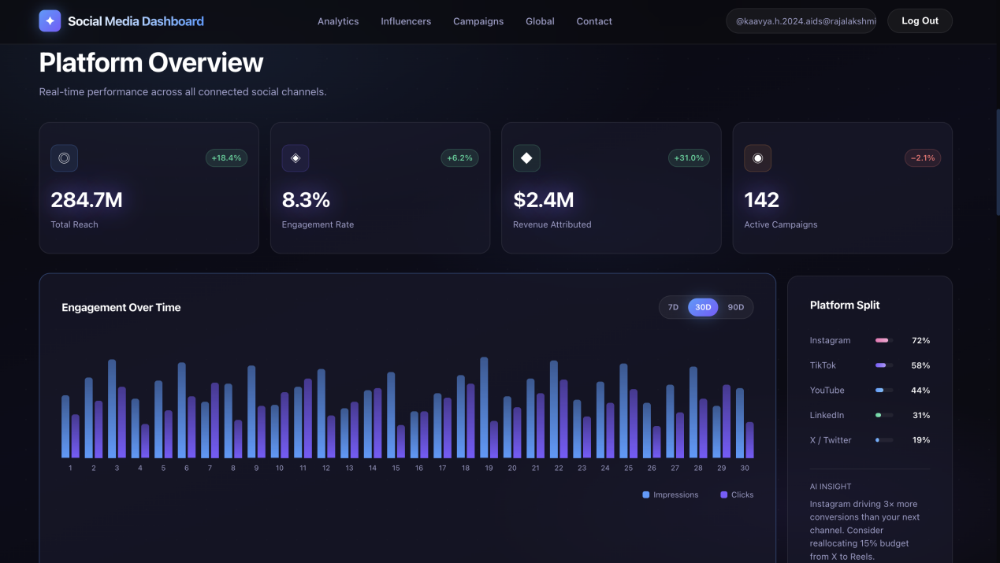 Social Media Dashboard
Analytics
Influencers
Campaigns
Global
Contact
@kaavya.h.2024.aids@rajalakshmi
Log Out
Platform Overview
Real-time performance across all connected social channels.
+18.4%
284.7M
Total Reach
+6.2%
8.3%
Engagement Rate
+31.0%
$2.4M
Revenue Attributed
−2.1%
142
Active Campaigns
Engagement Over Time
7D 30D 90D
1 2 3 4 5 6 7 8 9 10 11 12 13 14 15 16 17 18 19 20 21 22 23 24 25 26 27 28 29 30
Impressions
Clicks
Platform Split
Instagram 72%
TikTok 58%
YouTube 44%
LinkedIn 31%
X / Twitter 19%
AI INSIGHT
Instagram driving 3× more
conversions than your next
channel. Consider
reallocating 15% budget
from X to Reels.